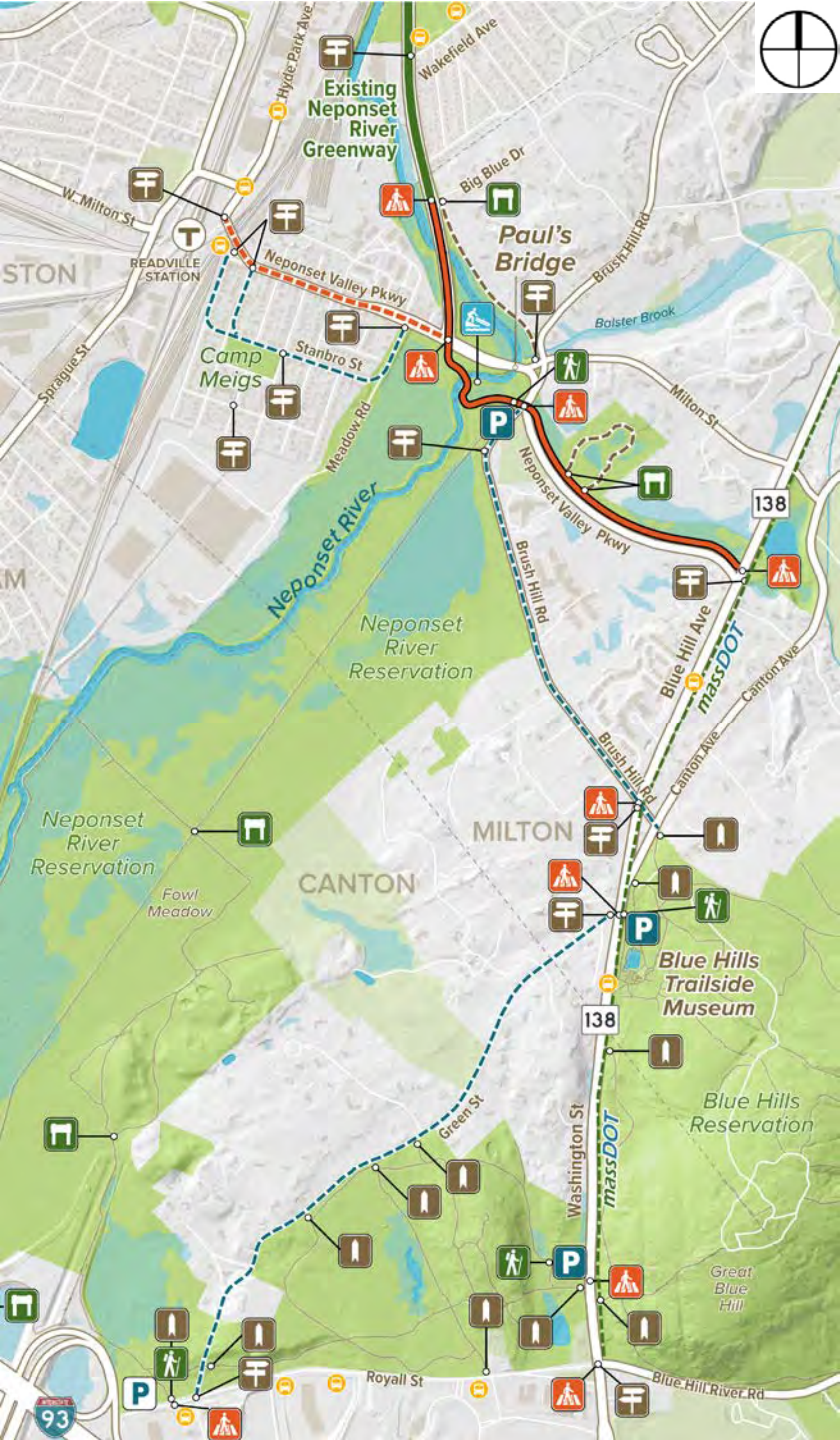 Hyde Park Ave
Wakefield Ave
Existing
Neponset
River
Greenway
W. Milton St
Big Blue Dr
T
READVILLE
STATION
Paul's
Bridge
Brush Hill Rd
STON
Neponset Valley Pkwy
Balster Brook
Sprague St
Camp
Meigs
Stanbro St
Milton St
Meadow Rd
P
Neponset Valley Pkwy
138
AM
Neponset River
Brush Hill Rd
Neponset
River
Reservation
Blue Hill Ave
massDOT
Canton Ave
Canton Ave
Brush Hill Rd
Neponset
River
Reservation
MILTON
CANTON
Fowl
Meadow
P
Blue Hills
Trailside
Museum
138
Green St
Washington St
massDOT
Blue Hills
Reservation
P
Great
Blue
Hill
Royall St
Blue Hill River Rd
P
INTERSTATE
93